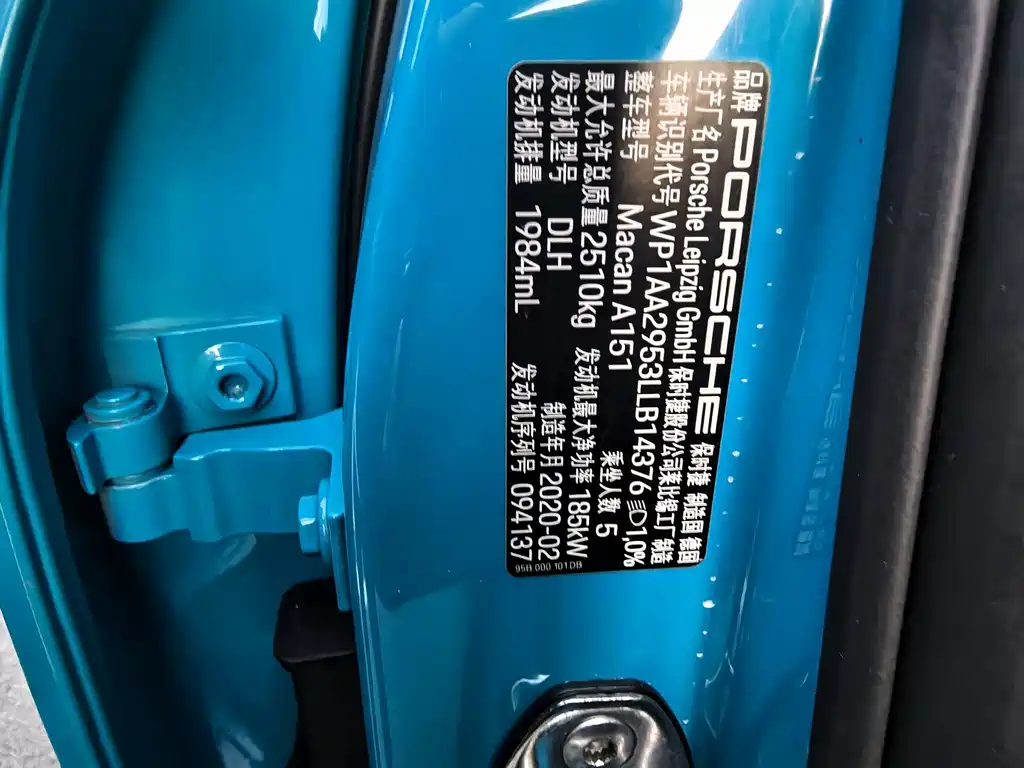 品牌 PORSCHE 保时捷 制造国 德国
生产厂名 Porsche Leipzig GmbH 保时捷股份公司莱比锡工厂 制造
车辆识别代号 WP1AA2953LLB14376 1,0%
整车型号 Macan A151 乘坐人数 5
最大允许总质量 2510kg 发动机最大净功率 185kW
发动机型号 DLH 制造年月 2020-02
发动机排量 1984mL 发动机序列号 094137
95B 000 101 DB